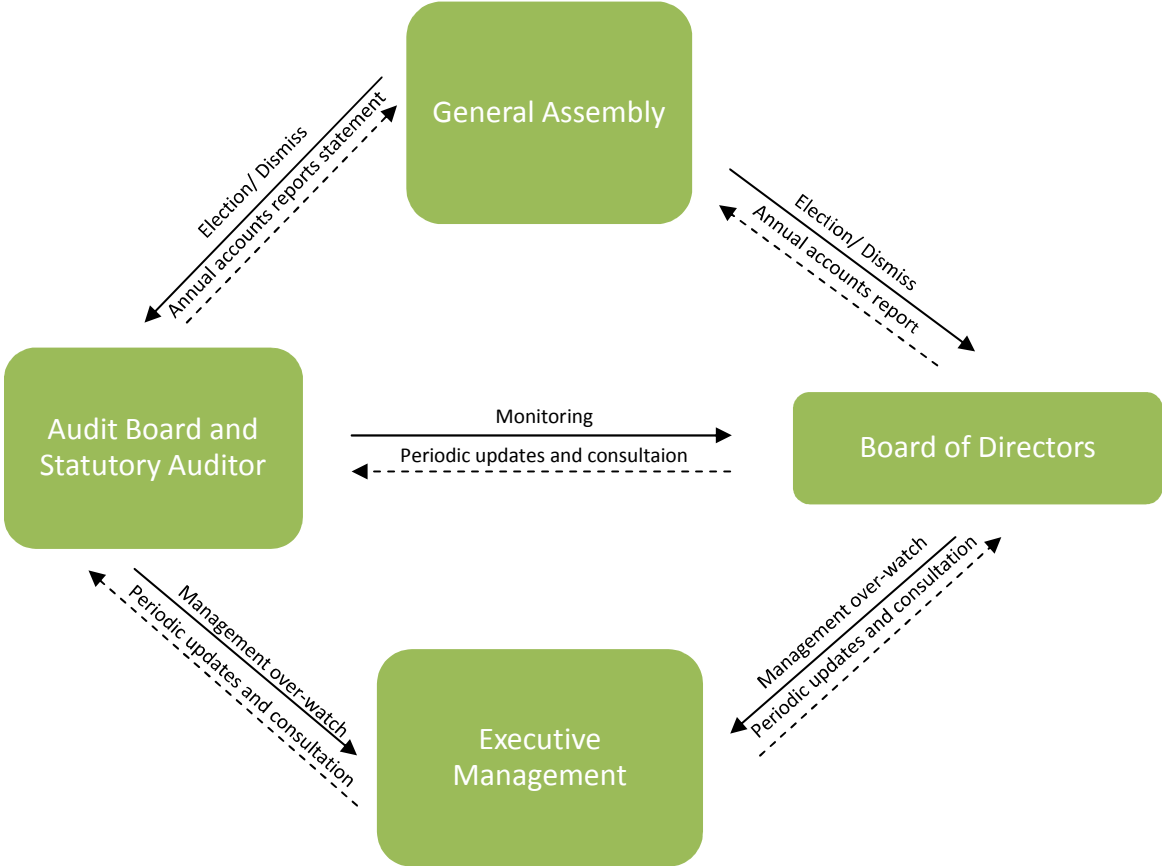 General Assembly
Election/ Dismiss
Annual accounts reports statement
Election/ Dismiss
Annual accounts report
Audit Board and
Statutory Auditor
Monitoring
Periodic updates and consultaion
Board of Directors
Management over-watch
Periodic updates and consultation
Management over-watch
Periodic updates and consultation
Executive
Management